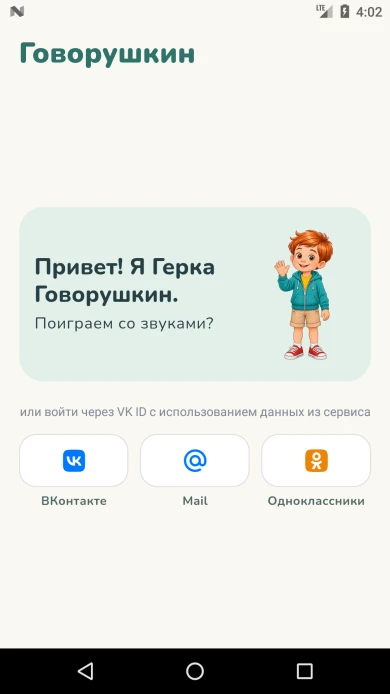 LTE
4:02
Говорушкин
Привет! Я Герка
Говорушкин.
Поиграем со звуками?
или войти через VK ID с использованием данных из сервиса
ВКонтакте
Mail
Одноклассники